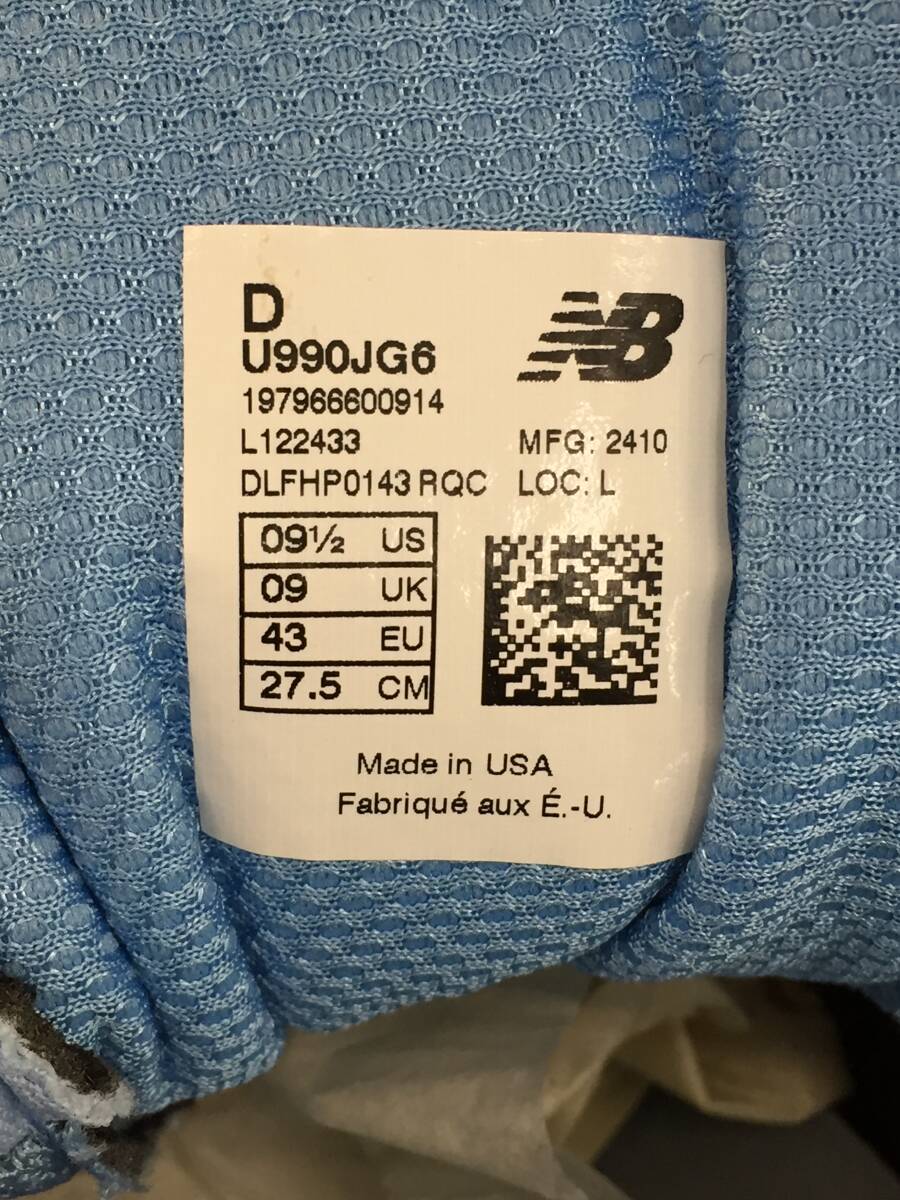 D
NB
U990JG6
197966600914
L122433 MFG: 2410
DLFHP0143 RQC LOC: L
09½ US
09 UK
43 EU
27.5 CM
Made in USA
Fabriqué aux É.-U.